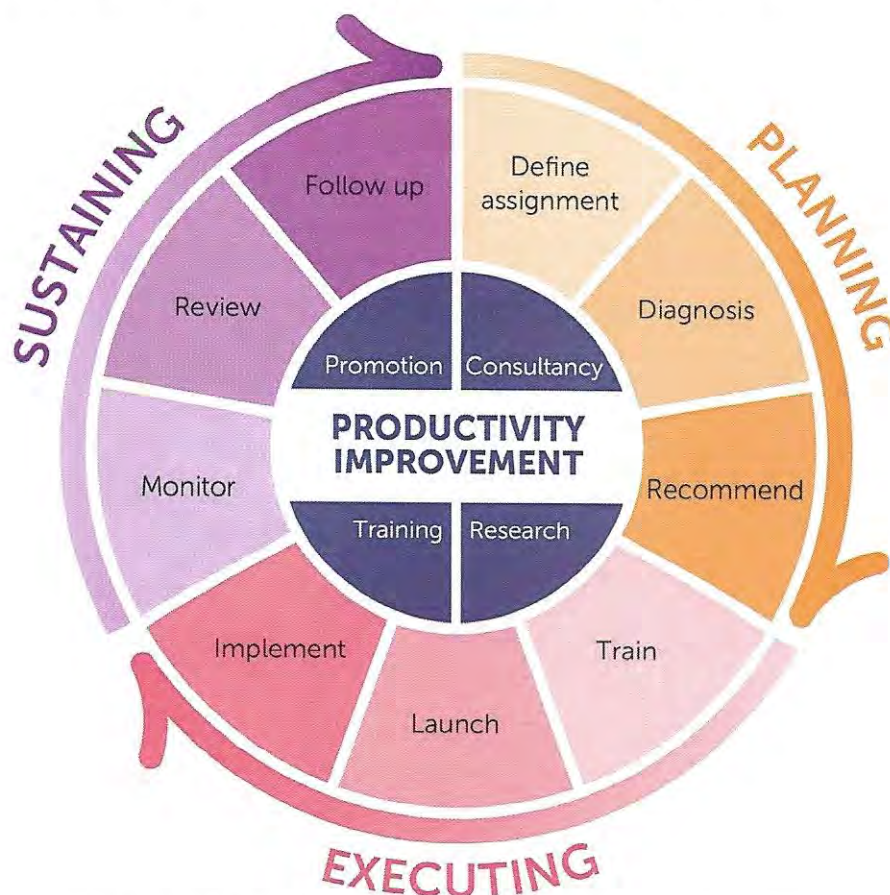 PLANNING
Define
assignment
Diagnosis
Recommend
EXECUTING
Train
Launch
Implement
SUSTAINING
Monitor
Review
Follow up
Promotion
Consultancy
PRODUCTIVITY
IMPROVEMENT
Training
Research